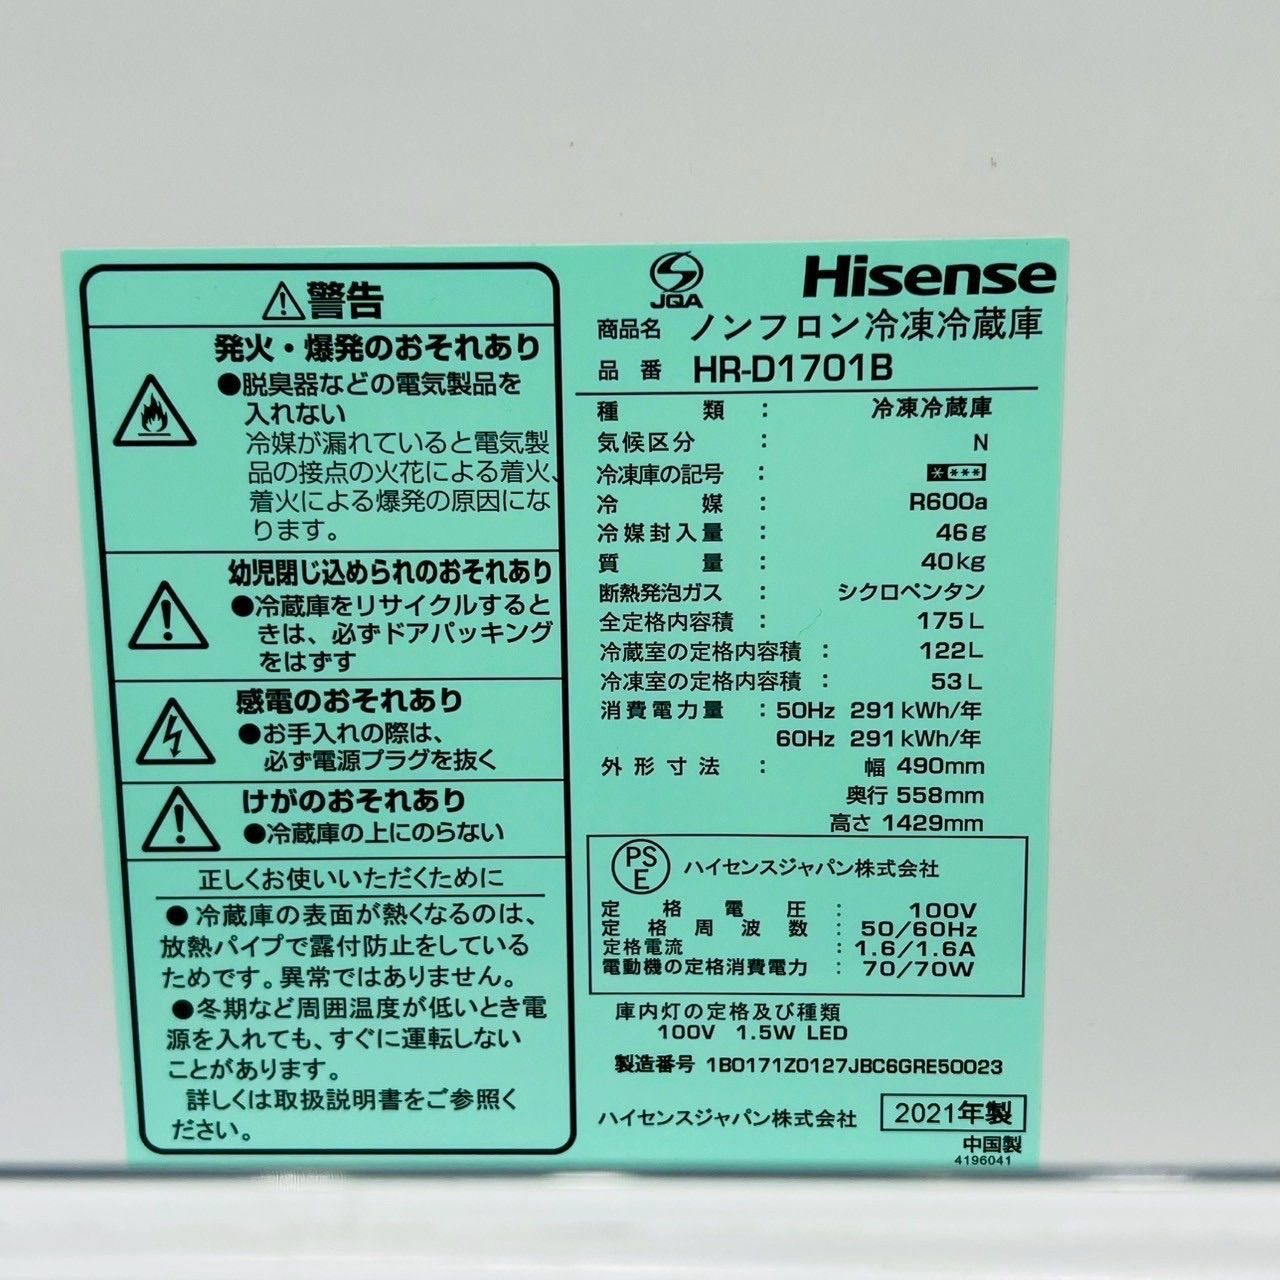 警告
発火・爆発のおそれあり
●脱臭器などの電気製品を
入れない
冷媒が漏れていると電気製
品の接点の火花による着火、
着火による爆発の原因にな
ります。
幼児閉じ込められのおそれあり
●冷蔵庫をリサイクルすると
きは、必ずドアパッキング
をはずす
感電のおそれあり
●お手入れの際は、
必ず電源プラグを抜く
けがのおそれあり
●冷蔵庫の上にのらない
正しくお使いいただくために
●冷蔵庫の表面が熱くなるのは、
放熱パイプで露付防止をしている
ためです。異常ではありません。
●冬期など周囲温度が低いとき電
源を入れても、すぐに運転しない
ことがあります。
詳しくは取扱説明書をご参照く
ださい。
JQA
Hisense
商品名 ノンフロン冷凍冷蔵庫
品番 HR-D1701B
種類 : 冷凍冷蔵庫
気候区分 : N
冷凍庫の記号 : ****
冷媒 : R600a
冷媒封入量 : 46g
質量 : 40kg
断熱発泡ガス : シクロペンタン
全定格内容積 : 175L
冷蔵室の定格内容積 : 122L
冷凍室の定格内容積 : 53L
消費電力量 : 50Hz 291kWh/年
60Hz 291kWh/年
外形寸法 : 幅 490mm
奥行 558mm
高さ 1429mm
PSE ハイセンスジャパン株式会社
定格電圧 : 100V
定格周波数 : 50/60Hz
定格電流 : 1.6/1.6A
電動機の定格消費電力 : 70/70W
庫内灯の定格及び種類
100V 1.5W LED
製造番号 1B0171Z0127JBC6GRE50023
ハイセンスジャパン株式会社 2021年製
中国製
4196041